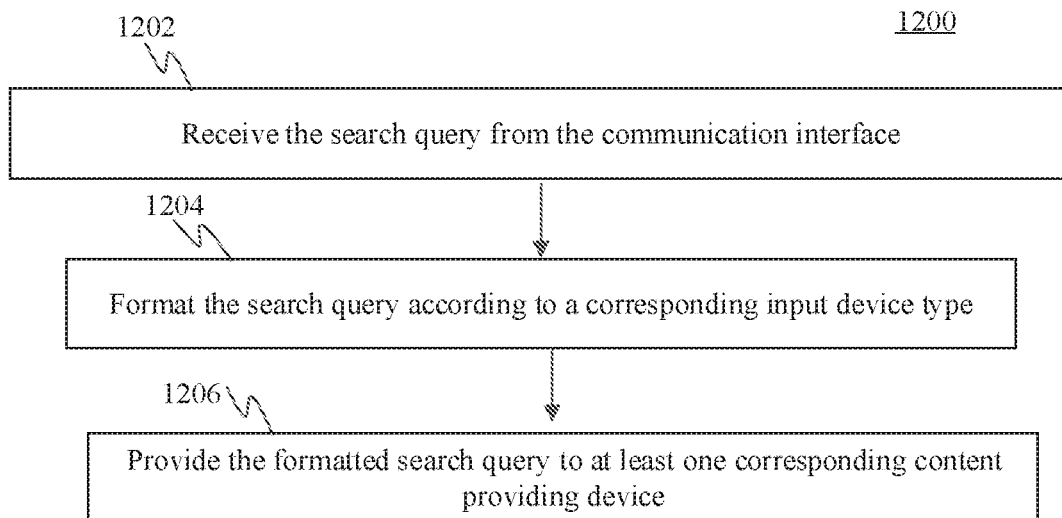 1202
1200
Receive the search query from the communication interface
1204
Format the search query according to a corresponding input device type
1206
Provide the formatted search query to at least one corresponding content
providing device